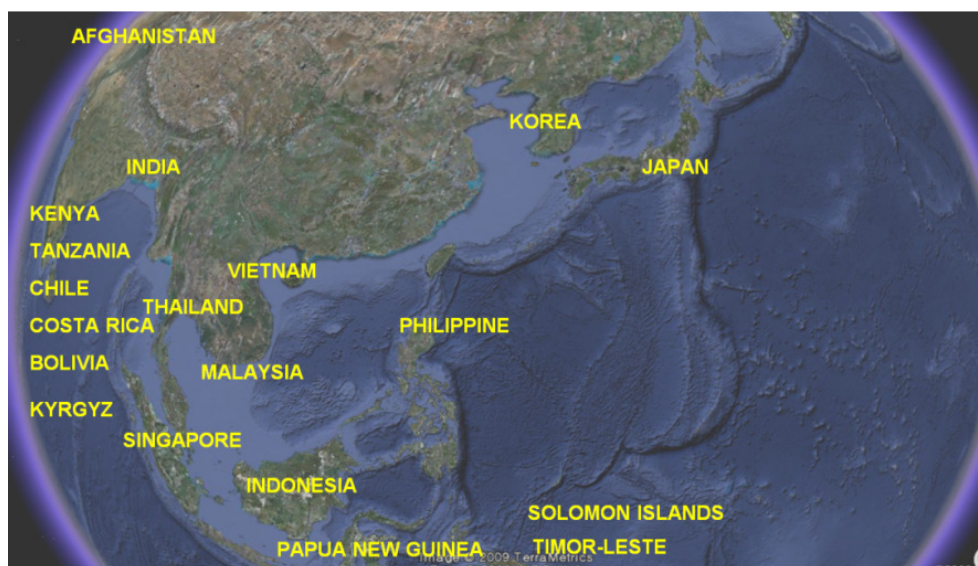 AFGHANISTAN
KOREA
INDIA
JAPAN
KENYA
TANZANIA
VIETNAM
CHILE
THAILAND
COSTA RICA
PHILIPPINE
BOLIVIA
MALAYSIA
KYRGYZ
SINGAPORE
INDONESIA
SOLOMON ISLANDS
PAPUA NEW GUINEA
TIMOR-LESTE
Image © 2009 TerraMetrics